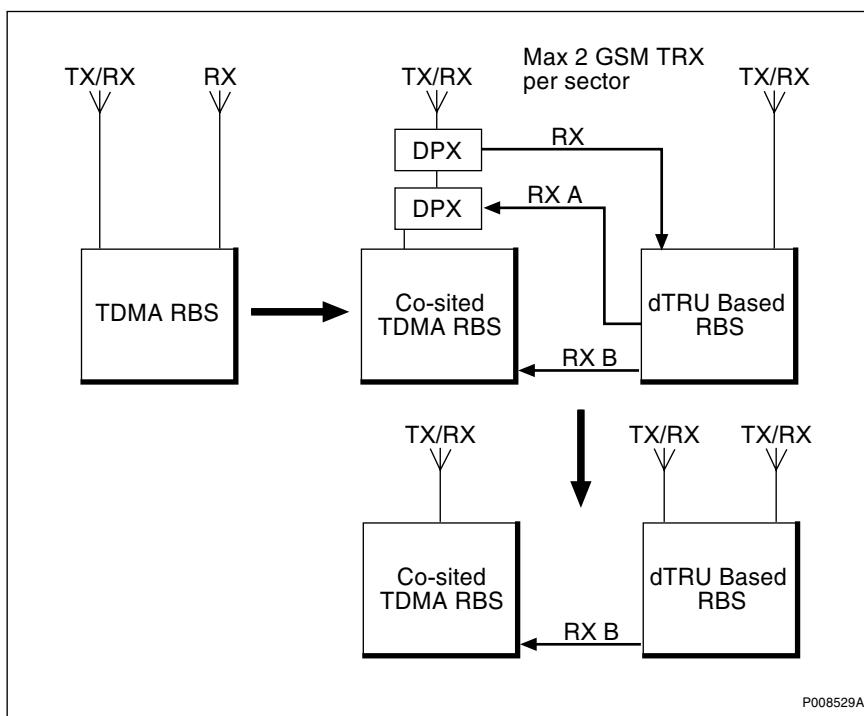 TX/RX
RX
TX/RX
Max 2 GSM TRX
per sector
TX/RX
DPX
RX
DPX
RX A
TDMA RBS
Co-sited
TDMA RBS
dTRU Based
RBS
RX B
TX/RX
TX/RX
TX/RX
Co-sited
TDMA RBS
dTRU Based
RBS
RX B
P008529A